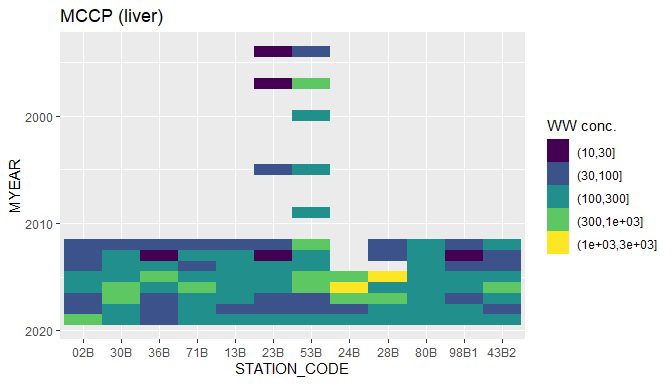 MCCP (liver)
MYEAR
2000
2010
2020
02B 30B 36B 71B 13B 23B 53B 24B 28B 80B 98B1 43B2
STATION_CODE
WW conc.
(10,30]
(30,100]
(100,300]
(300,1e+03]
(1e+03,3e+03]